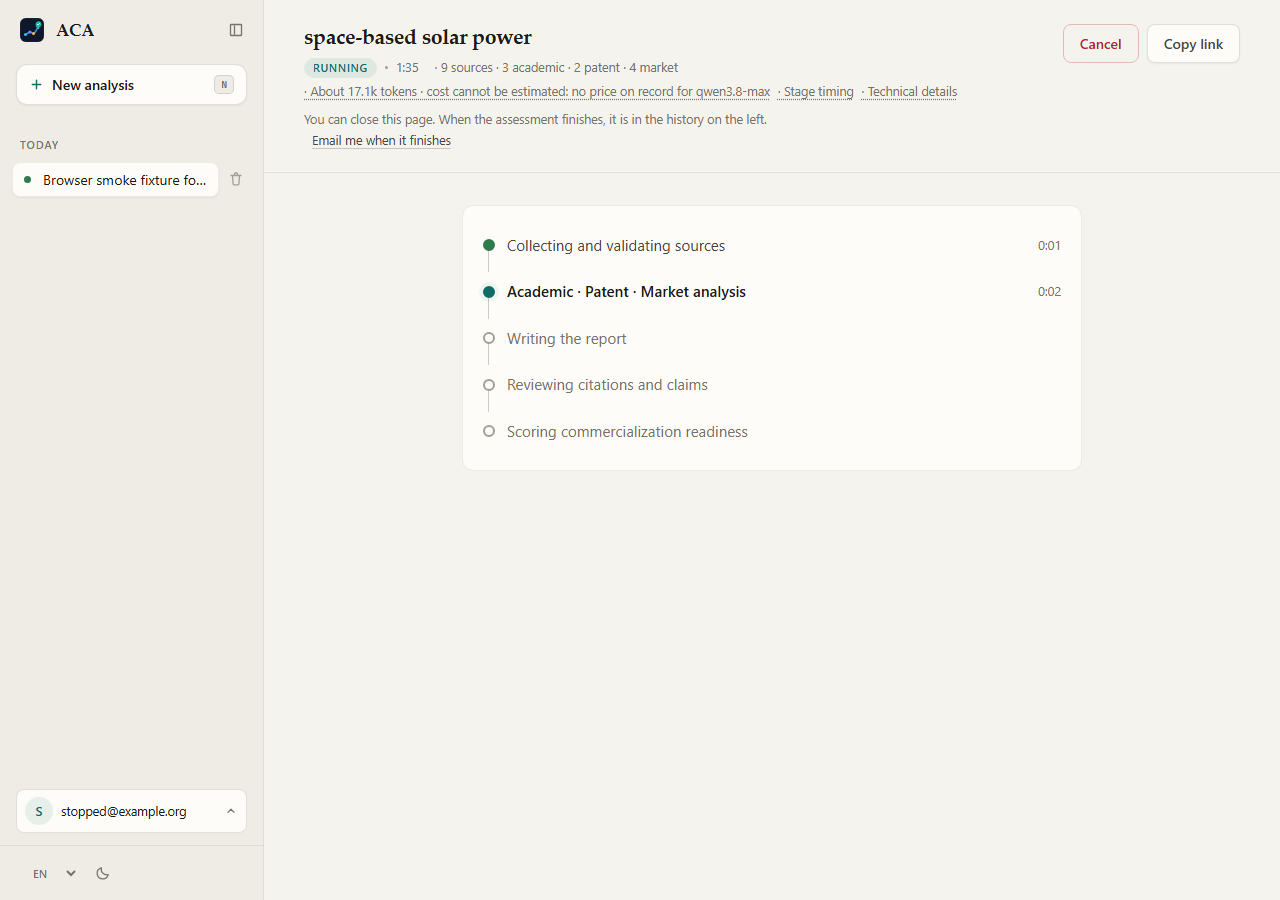 ACA
New analysis N
TODAY
Browser smoke fixture fo...
stopped@example.org
S
EN
space-based solar power
RUNNING • 1:35 · 9 sources · 3 academic · 2 patent · 4 market
· About 17.1k tokens · cost cannot be estimated: no price on record for qwen3.8-max · Stage timing · Technical details
You can close this page. When the assessment finishes, it is in the history on the left.
Email me when it finishes
Cancel
Copy link
Collecting and validating sources 0:01
Academic · Patent · Market analysis 0:02
Writing the report
Reviewing citations and claims
Scoring commercialization readiness